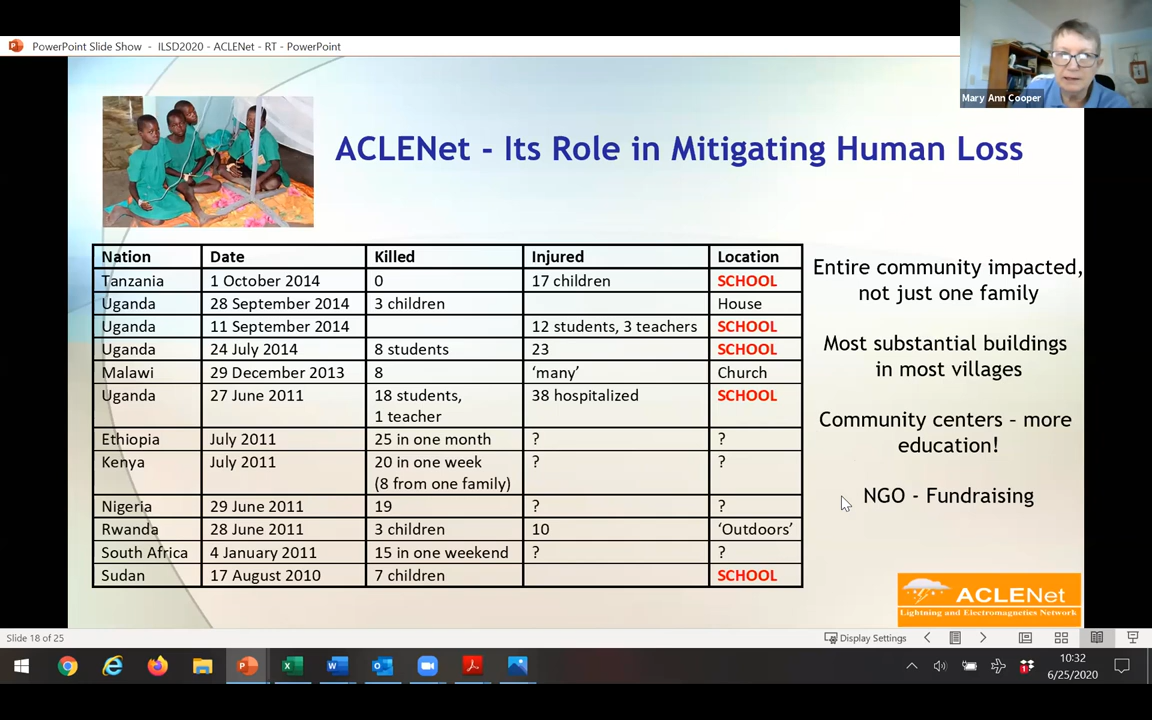 PowerPoint Slide Show - ILSD2020 - ACLENet - RT - PowerPoint
Mary Ann Cooper
ACLENet - Its Role in Mitigating Human Loss
Nation Date Killed Injured Location
Tanzania 1 October 2014 0 17 children SCHOOL
Uganda 28 September 2014 3 children House
Uganda 11 September 2014 12 students, 3 teachers SCHOOL
Uganda 24 July 2014 8 students 23 SCHOOL
Malawi 29 December 2013 8 ‘many’ Church
Uganda 27 June 2011 18 students, 38 hospitalized SCHOOL
1 teacher
Ethiopia July 2011 25 in one month ? ?
Kenya July 2011 20 in one week ? ?
(8 from one family)
Nigeria 29 June 2011 19 ? ?
Rwanda 28 June 2011 3 children 10 ‘Outdoors’
South Africa 4 January 2011 15 in one weekend ? ?
Sudan 17 August 2010 7 children SCHOOL
Entire community impacted,
not just one family
Most substantial buildings
in most villages
Community centers – more
education!
NGO - Fundraising
ACLENet
Lightning and Electromagnetics Network
Slide 18 of 25
Display Settings
10:32
6/25/2020